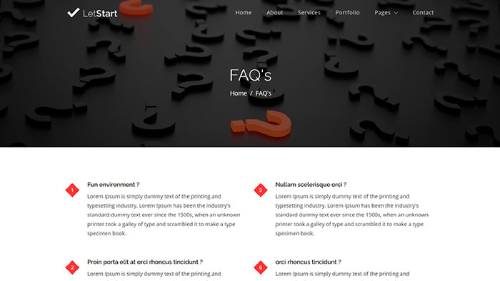 LetStart
Home About Services Portfolio Pages Contact
FAQ's
Home / FAQ's
1 Fun environment ?
Lorem Ipsum is simply dummy text of the printing and
typesetting industry. Lorem Ipsum has been the industry's
standard dummy text ever since the 1500s, when an unknown
printer took a galley of type and scrambled it to make a type
specimen book.
Nullam scelerisque orci ?
Lorem Ipsum is simply dummy text of the printing and
typesetting industry. Lorem Ipsum has been the industry's
standard dummy text ever since the 1500s, when an unknown
printer took a galley of type and scrambled it to make a type
specimen book.
2 Proin porta elit at orci rhoncus tincidunt ?
Lorem Ipsum is simply dummy text of the printing and
orci rhoncus tincidunt ?
Lorem Ipsum is simply dummy text of the printing and